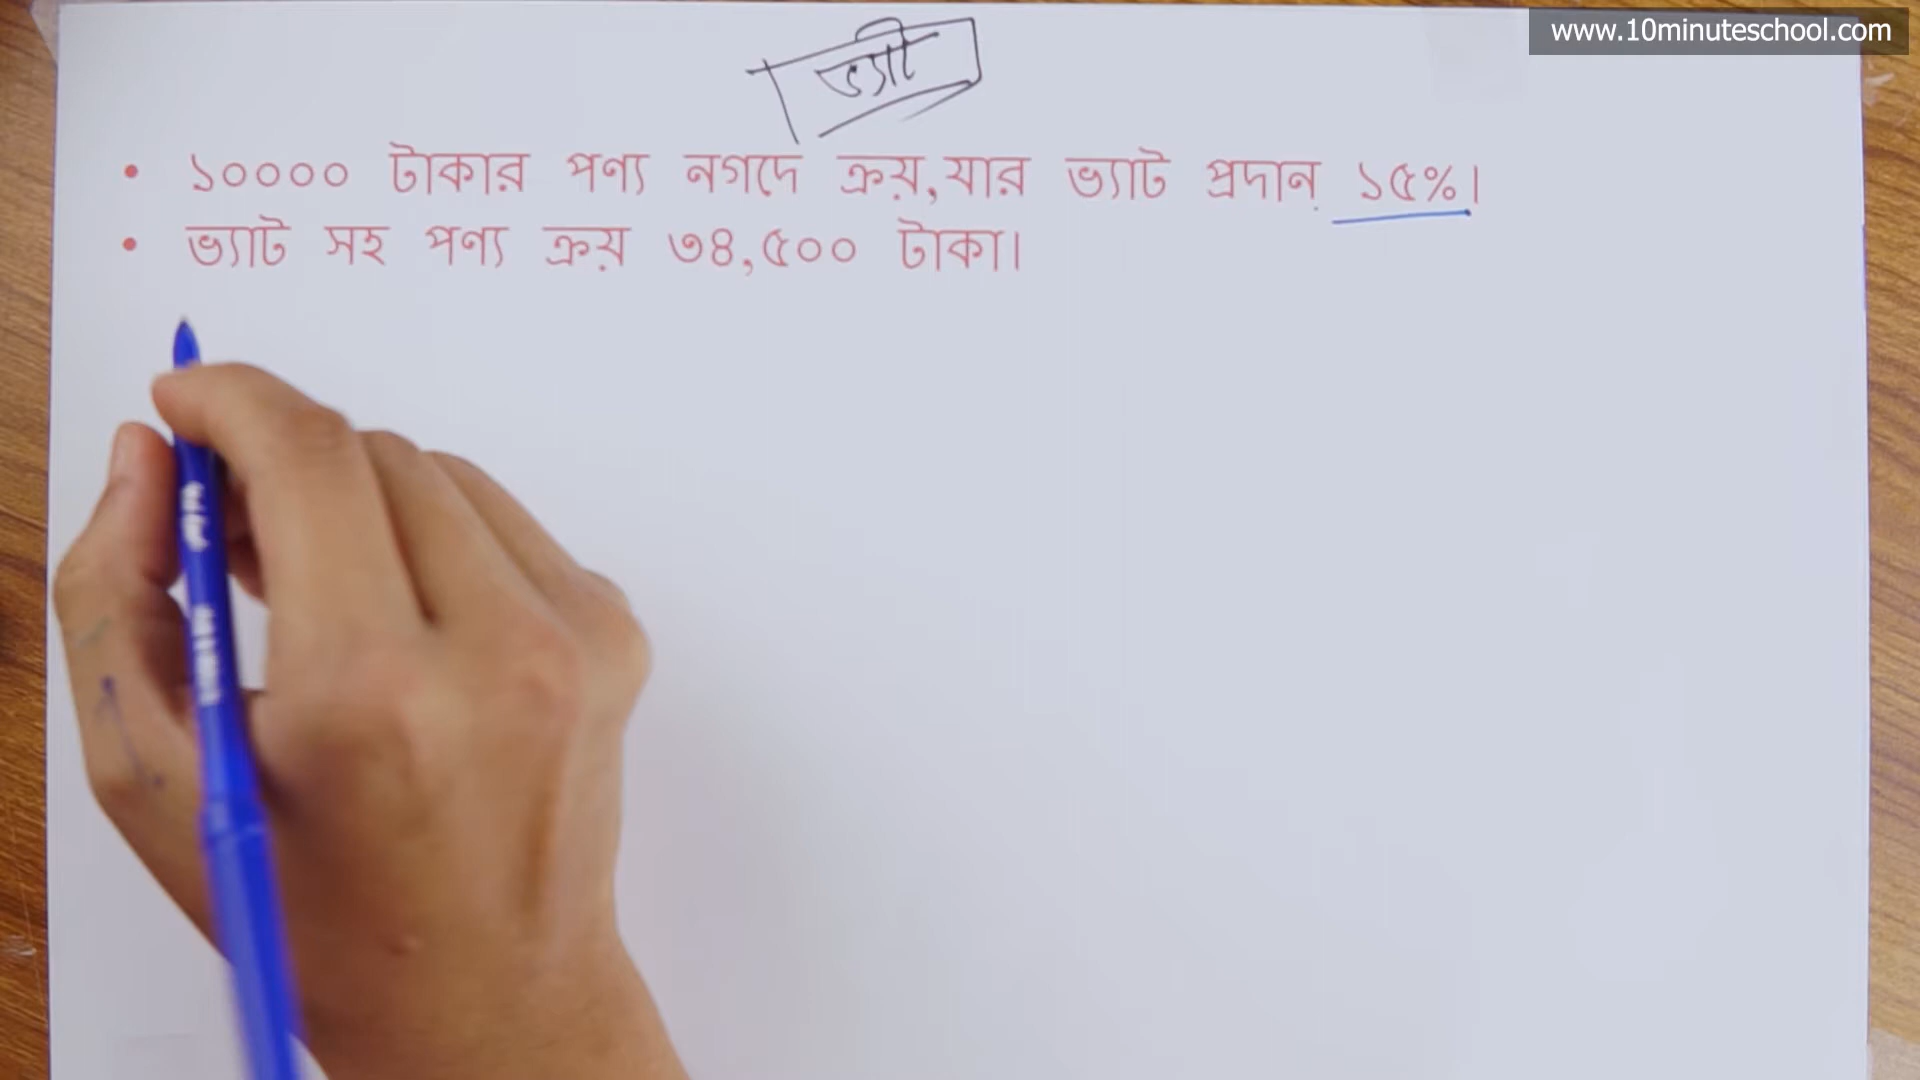 www.10minuteschool.com
ভ্যাট
১০০০০ টাকার পণ্য নগদে ক্রয়,যার ভ্যাট প্রদান ১৫%।
ভ্যাট সহ পণ্য ক্রয় ৩৪,৫০০ টাকা।